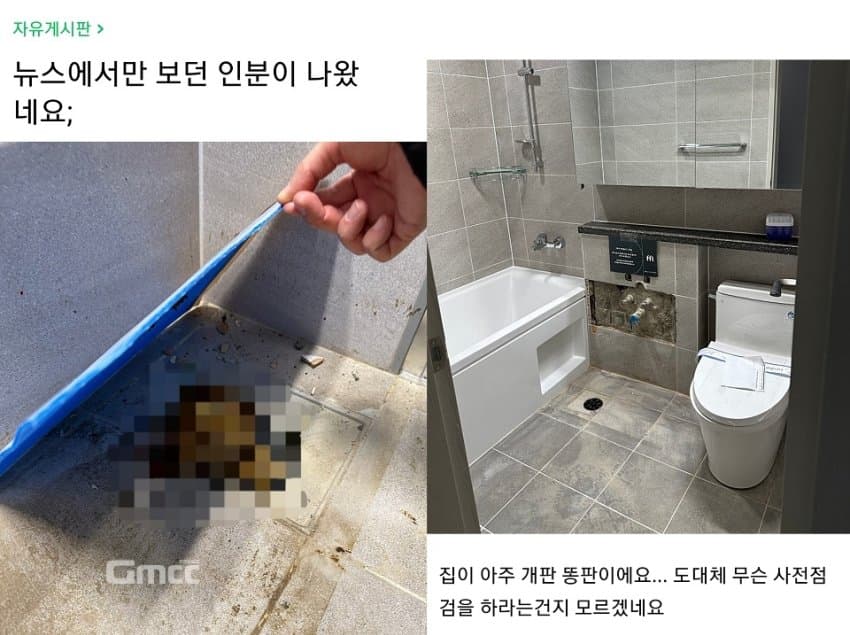 자유게시판 >
뉴스에서만 보던 인분이 나왔
네요;
Gmcc
집이 아주 개판 똥판이에요... 도대체 무슨 사전점
검을 하라는건지 모르겠네요